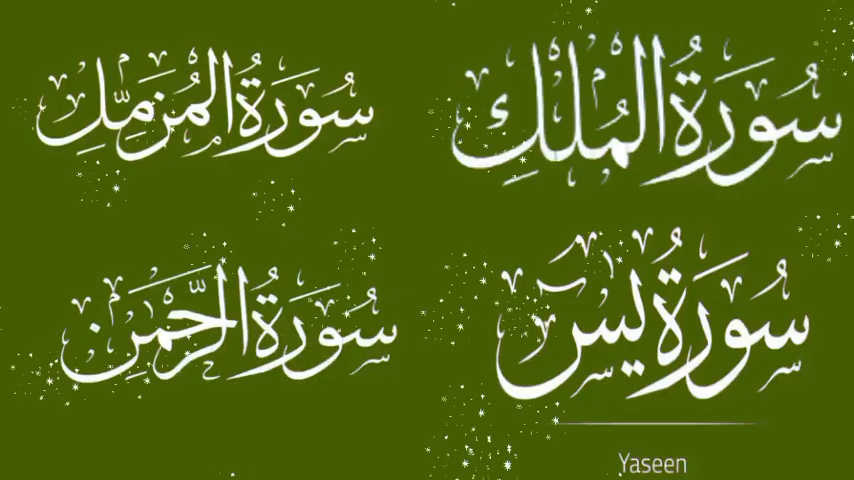 سُورَةُ المُلْكِ
سُورَةُ المُزَّمِّلِ
سُورَةُ يسٓ
سُورَةُ الرَّحْمَٰنِ
Yaseen